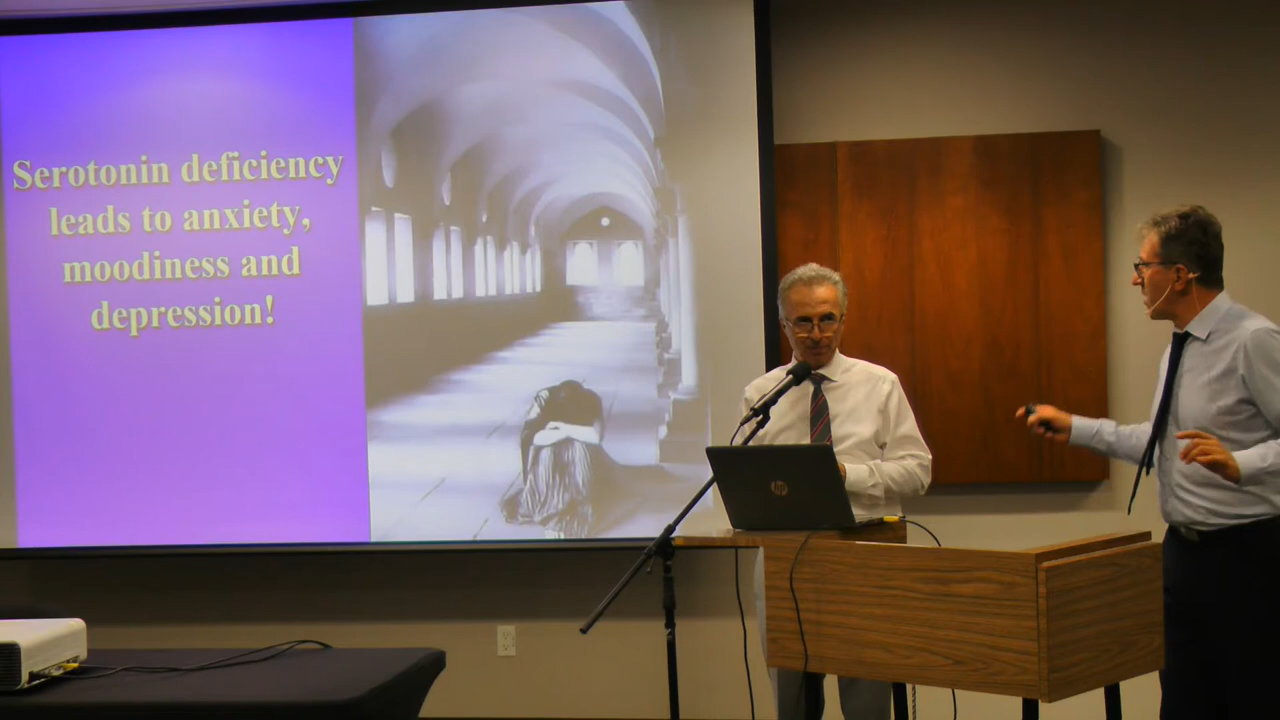 Serotonin deficiency
leads to anxiety,
moodiness and
depression!
hp